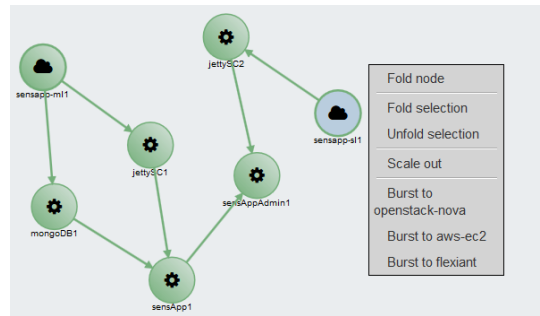 jettySC2
sensapp-ml1
sensapp-sl1
jettySC1
sensAppAdmin1
mongoDB1
sensApp1
Fold node
Fold selection
Unfold selection
Scale out
Burst to
openstack-nova
Burst to aws-ec2
Burst to flexiant